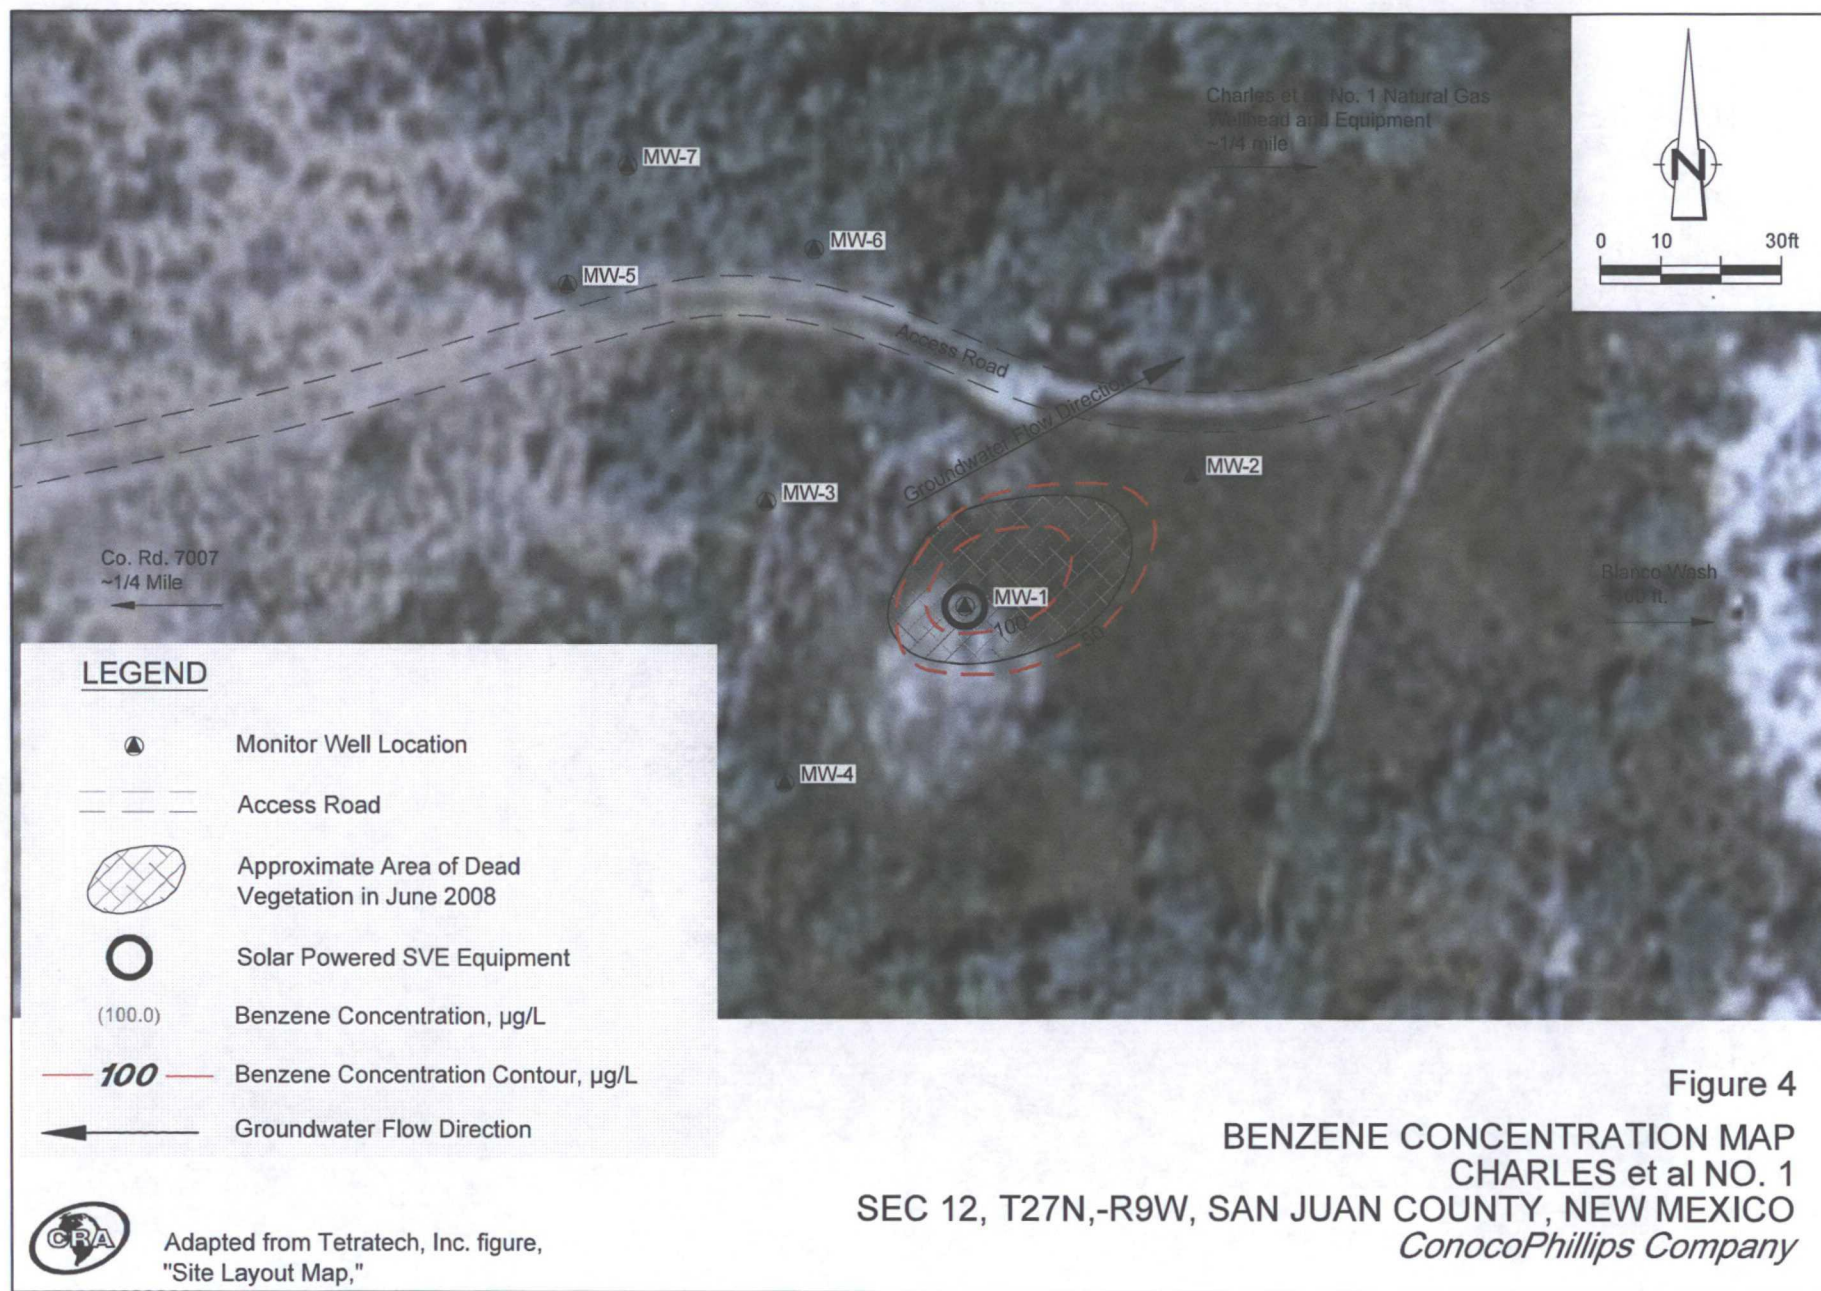 Charles et al No. 1 Natural Gas
Wellhead and Equipment
~1/4 mile
N
0 10 30ft
MW-7
MW-6
MW-5
Access Road
Groundwater Flow Direction
MW-2
MW-3
Co. Rd. 7007
~1/4 Mile
Blanco Wash
ft.
MW-1
100
50
MW-4
LEGEND
Monitor Well Location
Access Road
Approximate Area of Dead
Vegetation in June 2008
Solar Powered SVE Equipment
(100.0) Benzene Concentration, µg/L
100 Benzene Concentration Contour, µg/L
Groundwater Flow Direction
CRA
Adapted from Tetratech, Inc. figure,
"Site Layout Map,"
Figure 4
BENZENE CONCENTRATION MAP
CHARLES et al NO. 1
SEC 12, T27N,-R9W, SAN JUAN COUNTY, NEW MEXICO
ConocoPhillips Company